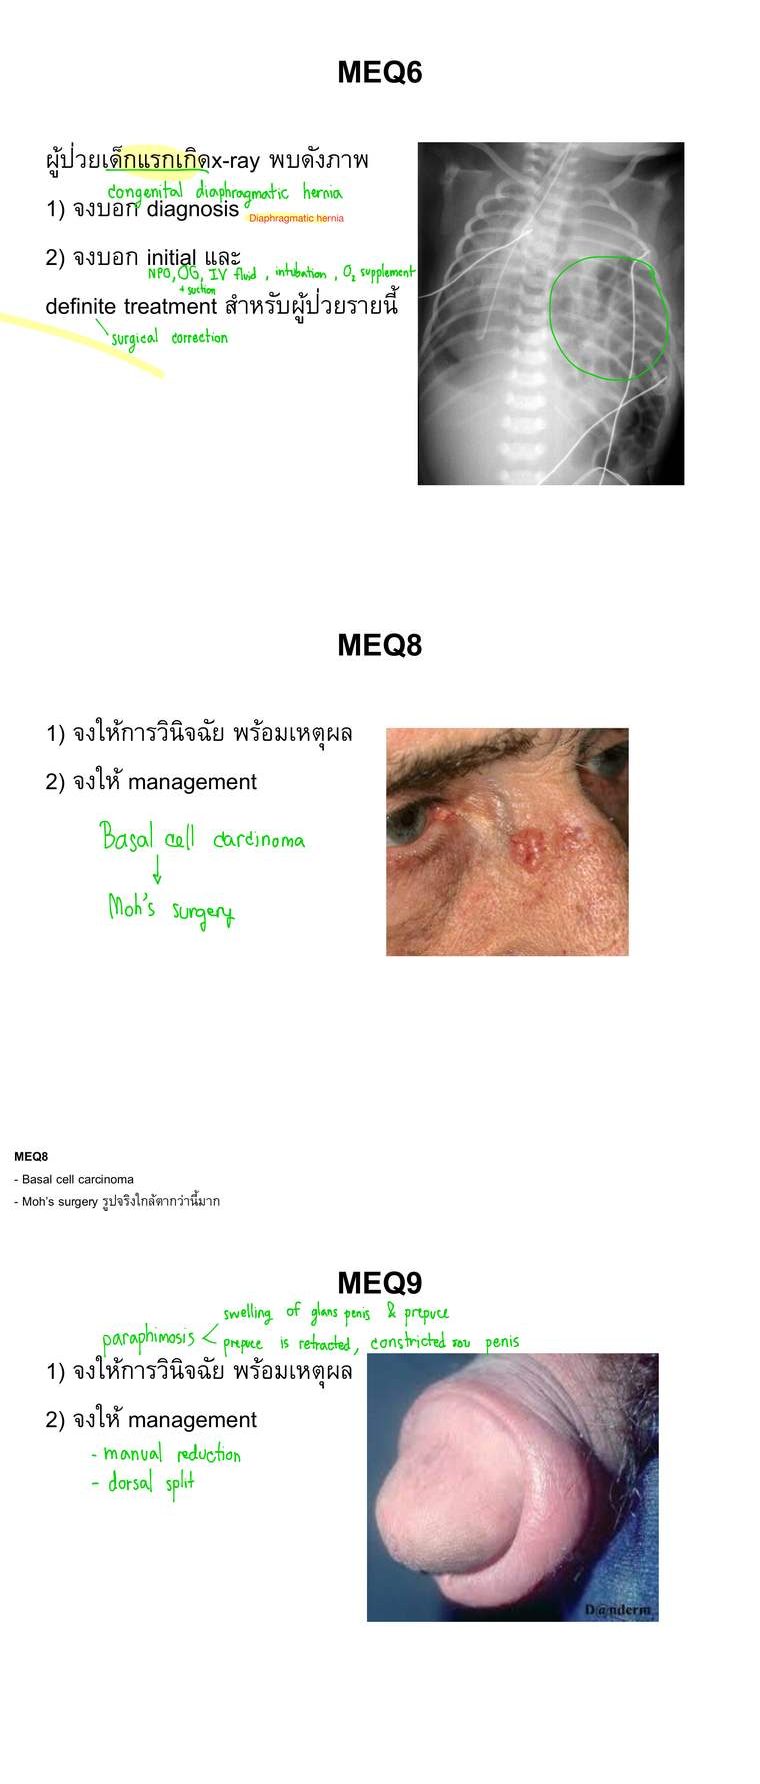 MEQ6
ผู้ป่วยเด็กแรกเกิดx-ray พบดังภาพ
congenital diaphragmatic hernia
1) จงบอก diagnosis Diaphragmatic hernia
2) จงบอก initial และ
NPO, OG, IV fluid , intubation , O2 supplement
+ suction
definite treatment สำหรับผู้ป่วยรายนี้
surgical correction
MEQ8
1) จงให้การวินิจฉัย พร้อมเหตุผล
2) จงให้ management
Basal cell carcinoma
Moh's surgery
MEQ8
- Basal cell carcinoma
- Moh's surgery รูปจริงใกล้ตากว่านี้มาก
MEQ9
swelling of glans penis & prepuce
paraphimosis < prepuce is retracted, constricted รอบ penis
1) จงให้การวินิจฉัย พร้อมเหตุผล
2) จงให้ management
- manual reduction
- dorsal split
D@nderm